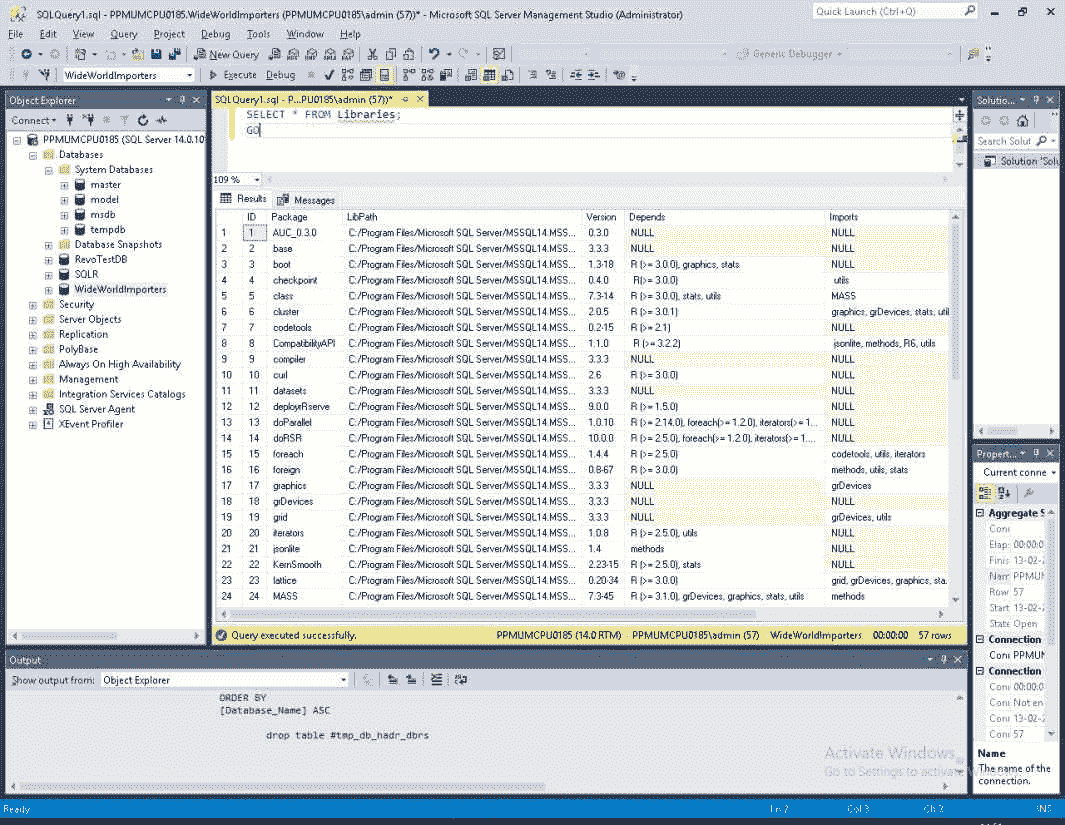 SQLQuery1.sql - PPMUMCPU0185.WideWorldImporters (PPMUMCPU0185\admin (57))* - Microsoft SQL Server Management Studio (Administrator)
Quick Launch (Ctrl+Q)
File Edit View Query Project Debug Tools Window Help
New Query
Generic Debugger
WideWorldImporters Execute Debug
Object Explorer
Connect
PPMUMCPU0185 (SQL Server 14.0.10
Databases
System Databases
master
model
msdb
tempdb
Database Snapshots
RevoTestDB
SQLR
WideWorldImporters
Security
Server Objects
Replication
PolyBase
Always On High Availability
Management
Integration Services Catalogs
SQL Server Agent
XEvent Profiler
SQLQuery1.sql - P...PU0185\admin (57))*
SELECT * FROM Libraries;
GO
109 %
Results Messages
ID Package LibPath Version Depends Imports
1 1 AUC_0.3.0 C:/Program Files/Microsoft SQL Server/MSSQL14.MSS... 0.3.0 NULL NULL
2 2 base C:/Program Files/Microsoft SQL Server/MSSQL14.MSS... 3.3.3 NULL NULL
3 3 boot C:/Program Files/Microsoft SQL Server/MSSQL14.MSS... 1.3-18 R (>= 3.0.0), graphics, stats NULL
4 4 checkpoint C:/Program Files/Microsoft SQL Server/MSSQL14.MSS... 0.4.0 R(>= 3.0.0) utils
5 5 class C:/Program Files/Microsoft SQL Server/MSSQL14.MSS... 7.3-14 R (>= 3.0.0), stats, utils MASS
6 6 cluster C:/Program Files/Microsoft SQL Server/MSSQL14.MSS... 2.0.5 R (>= 3.0.1) graphics, grDevices, stats, util
7 7 codetools C:/Program Files/Microsoft SQL Server/MSSQL14.MSS... 0.2-15 R (>= 2.1) NULL
8 8 CompatibilityAPI C:/Program Files/Microsoft SQL Server/MSSQL14.MSS... 1.1.0 R (>= 3.2.2) jsonlite, methods, R6, utils
9 9 compiler C:/Program Files/Microsoft SQL Server/MSSQL14.MSS... 3.3.3 NULL NULL
10 10 curl C:/Program Files/Microsoft SQL Server/MSSQL14.MSS... 2.6 R (>= 3.0.0) NULL
11 11 datasets C:/Program Files/Microsoft SQL Server/MSSQL14.MSS... 3.3.3 NULL NULL
12 12 deployrRserve C:/Program Files/Microsoft SQL Server/MSSQL14.MSS... 9.0.0 R (>= 1.5.0) NULL
13 13 doParallel C:/Program Files/Microsoft SQL Server/MSSQL14.MSS... 1.0.10 R (>= 2.14.0), foreach(>= 1.2.0), iterators(>= 1.... NULL
14 14 doRSR C:/Program Files/Microsoft SQL Server/MSSQL14.MSS... 10.0.0 R (>= 2.5.0), foreach(>= 1.2.0), iterators(>= 1.... NULL
15 15 foreach C:/Program Files/Microsoft SQL Server/MSSQL14.MSS... 1.4.4 R (>= 2.5.0) codetools, utils, iterators
16 16 foreign C:/Program Files/Microsoft SQL Server/MSSQL14.MSS... 0.8-67 R (>= 3.0.0) methods, utils, stats
17 17 graphics C:/Program Files/Microsoft SQL Server/MSSQL14.MSS... 3.3.3 NULL grDevices
18 18 grDevices C:/Program Files/Microsoft SQL Server/MSSQL14.MSS... 3.3.3 NULL NULL
19 19 grid C:/Program Files/Microsoft SQL Server/MSSQL14.MSS... 3.3.3 NULL grDevices, utils
20 20 iterators C:/Program Files/Microsoft SQL Server/MSSQL14.MSS... 1.0.8 R (>= 2.5.0), utils NULL
21 21 jsonlite C:/Program Files/Microsoft SQL Server/MSSQL14.MSS... 1.4 methods NULL
22 22 KernSmooth C:/Program Files/Microsoft SQL Server/MSSQL14.MSS... 2.23-15 R (>= 2.5.0), stats NULL
23 23 lattice C:/Program Files/Microsoft SQL Server/MSSQL14.MSS... 0.20-34 R (>= 3.0.0) grid, grDevices, graphics, sta.
24 24 MASS C:/Program Files/Microsoft SQL Server/MSSQL14.MSS... 7.3-45 R (>= 3.1.0), grDevices, graphics, stats, utils methods
Query executed successfully. PPMUMCPU0185 (14.0 RTM) PPMUMCPU0185\admin (57) WideWorldImporters 00:00:00 57 rows
Solutio...
Search Solut
Solution 'Solu
Propert...
Current conne
Aggregate S
Conn
Elap: 00:00:0
Finis 13-02-2
Nam PPMUM
Row: 57
Start 13-02-2
State Open
Connection
Conn PPMUN
Connection
Conn 00:00:0
Conn Not en
Conn 13-02-2
Conn 57
Name
The name of the
connection.
Output
Show output from: Object Explorer
ORDER BY
[Database_Name] ASC
drop table #tmp_db_hadr_dbrs
Activate Windows
Go to Settings to activate Windows.
Ready Ln 2 Col 3 Ch 3 INS